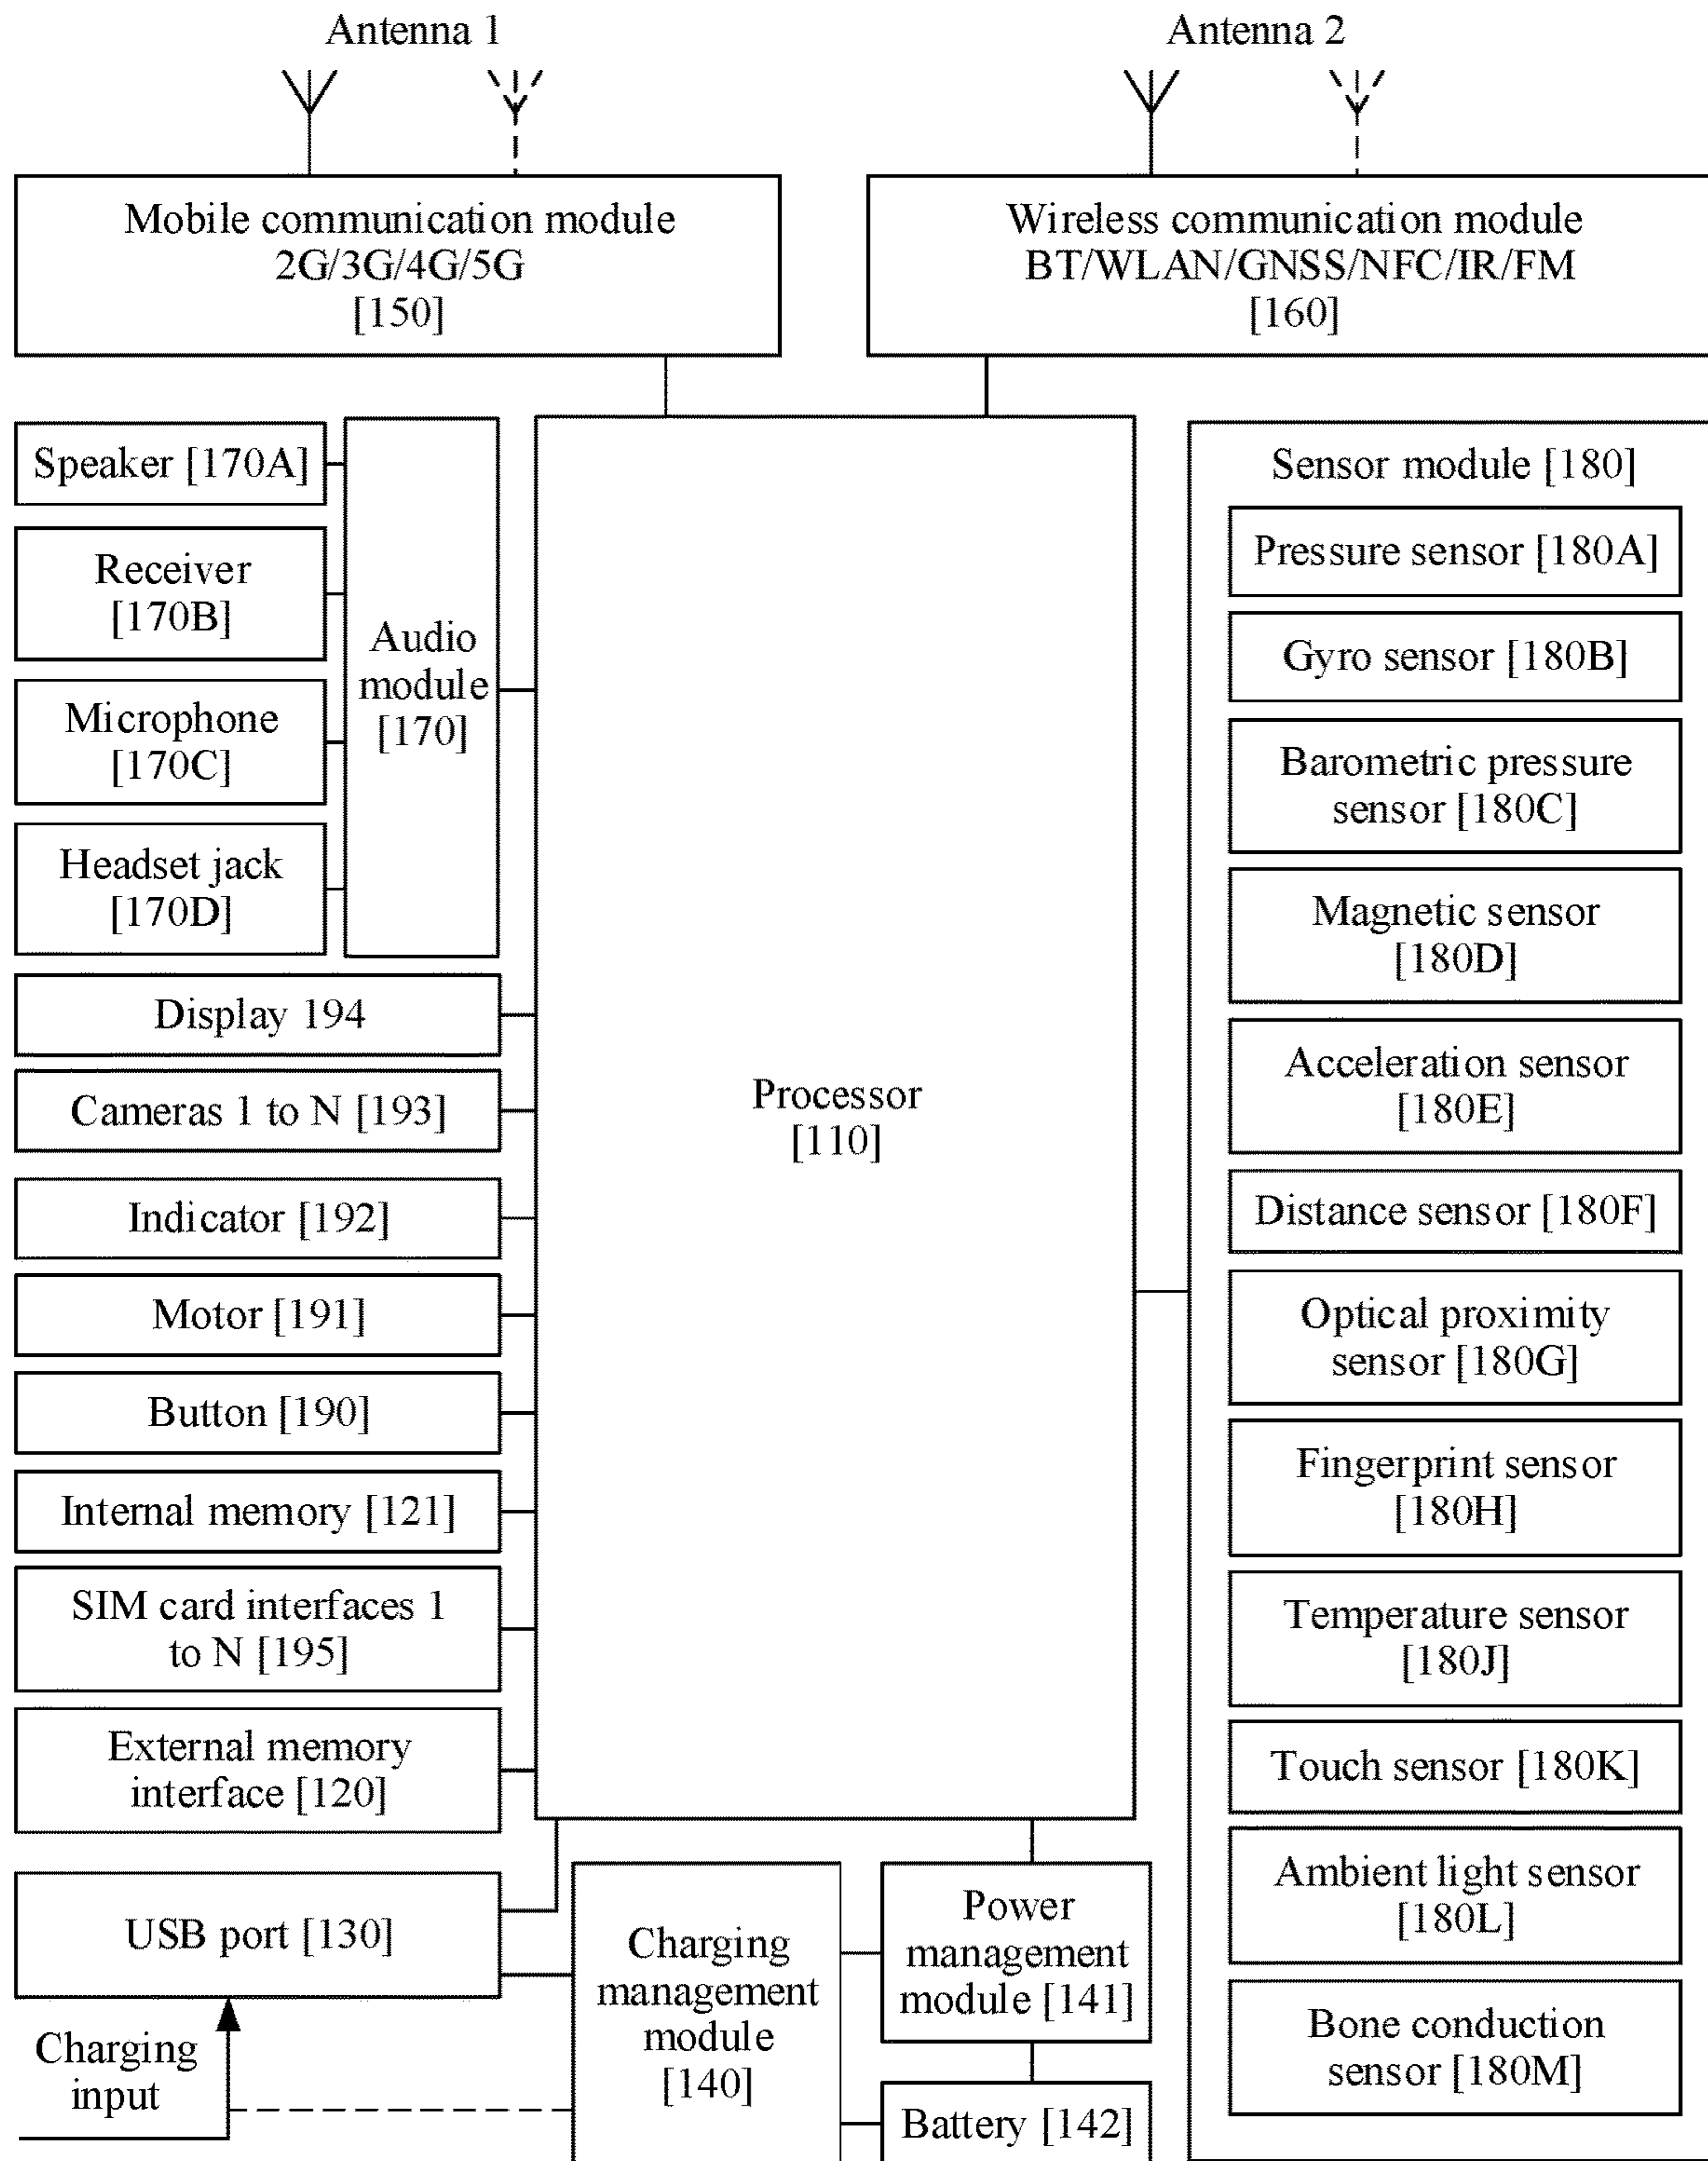 Antenna 1
Antenna 2
Mobile communication module
2G/3G/4G/5G
[150]
Wireless communication module
BT/WLAN/GNSS/NFC/IR/FM
[160]
Speaker [170A]
Receiver
[170B]
Microphone
[170C]
Headset jack
[170D]
Audio
module
[170]
Display 194
Cameras 1 to N [193]
Indicator [192]
Motor [191]
Button [190]
Internal memory [121]
SIM card interfaces 1
to N [195]
External memory
interface [120]
USB port [130]
Charging
input
Processor
[110]
Charging
management
module
[140]
Power
management
module [141]
Battery [142]
Sensor module [180]
Pressure sensor [180A]
Gyro sensor [180B]
Barometric pressure
sensor [180C]
Magnetic sensor
[180D]
Acceleration sensor
[180E]
Distance sensor [180F]
Optical proximity
sensor [180G]
Fingerprint sensor
[180H]
Temperature sensor
[180J]
Touch sensor [180K]
Ambient light sensor
[180L]
Bone conduction
sensor [180M]